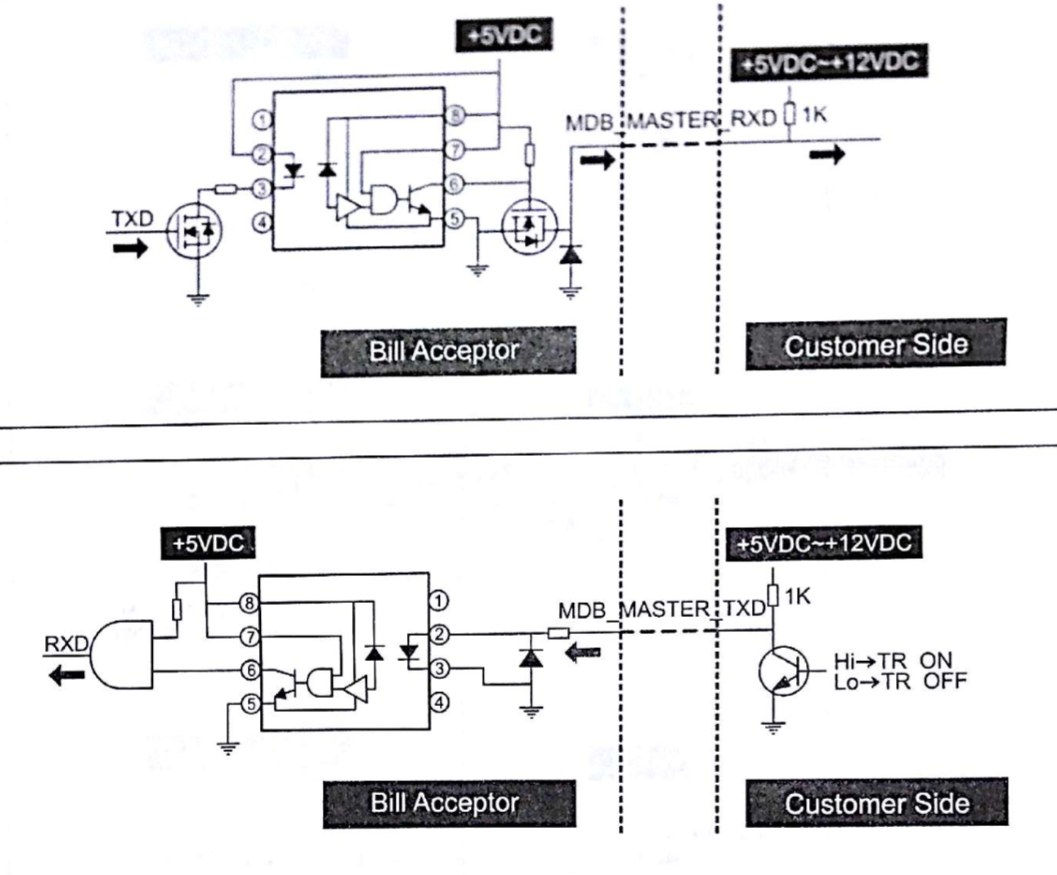 +5VDC
+5VDC~+12VDC
MDB_MASTER_RXD
1K
①
②
③
④
⑧
⑦
⑥
⑤
TXD
Bill Acceptor
Customer Side
+5VDC
+5VDC~+12VDC
MDB_MASTER_TXD
1K
⑧
⑦
⑥
⑤
①
②
③
④
RXD
Hi→TR ON
Lo→TR OFF
Bill Acceptor
Customer Side